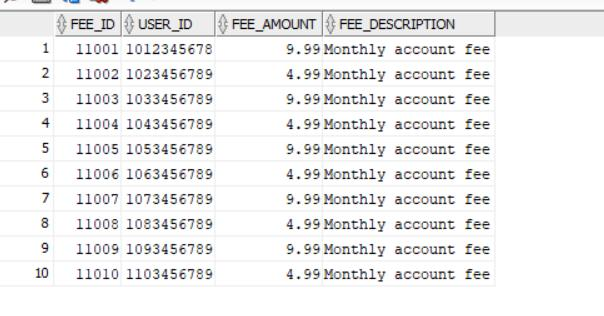 FEE_ID USER_ID FEE_AMOUNT FEE_DESCRIPTION
1 11001 1012345678 9.99 Monthly account fee
2 11002 1023456789 4.99 Monthly account fee
3 11003 1033456789 9.99 Monthly account fee
4 11004 1043456789 4.99 Monthly account fee
5 11005 1053456789 9.99 Monthly account fee
6 11006 1063456789 4.99 Monthly account fee
7 11007 1073456789 9.99 Monthly account fee
8 11008 1083456789 4.99 Monthly account fee
9 11009 1093456789 9.99 Monthly account fee
10 11010 1103456789 4.99 Monthly account fee